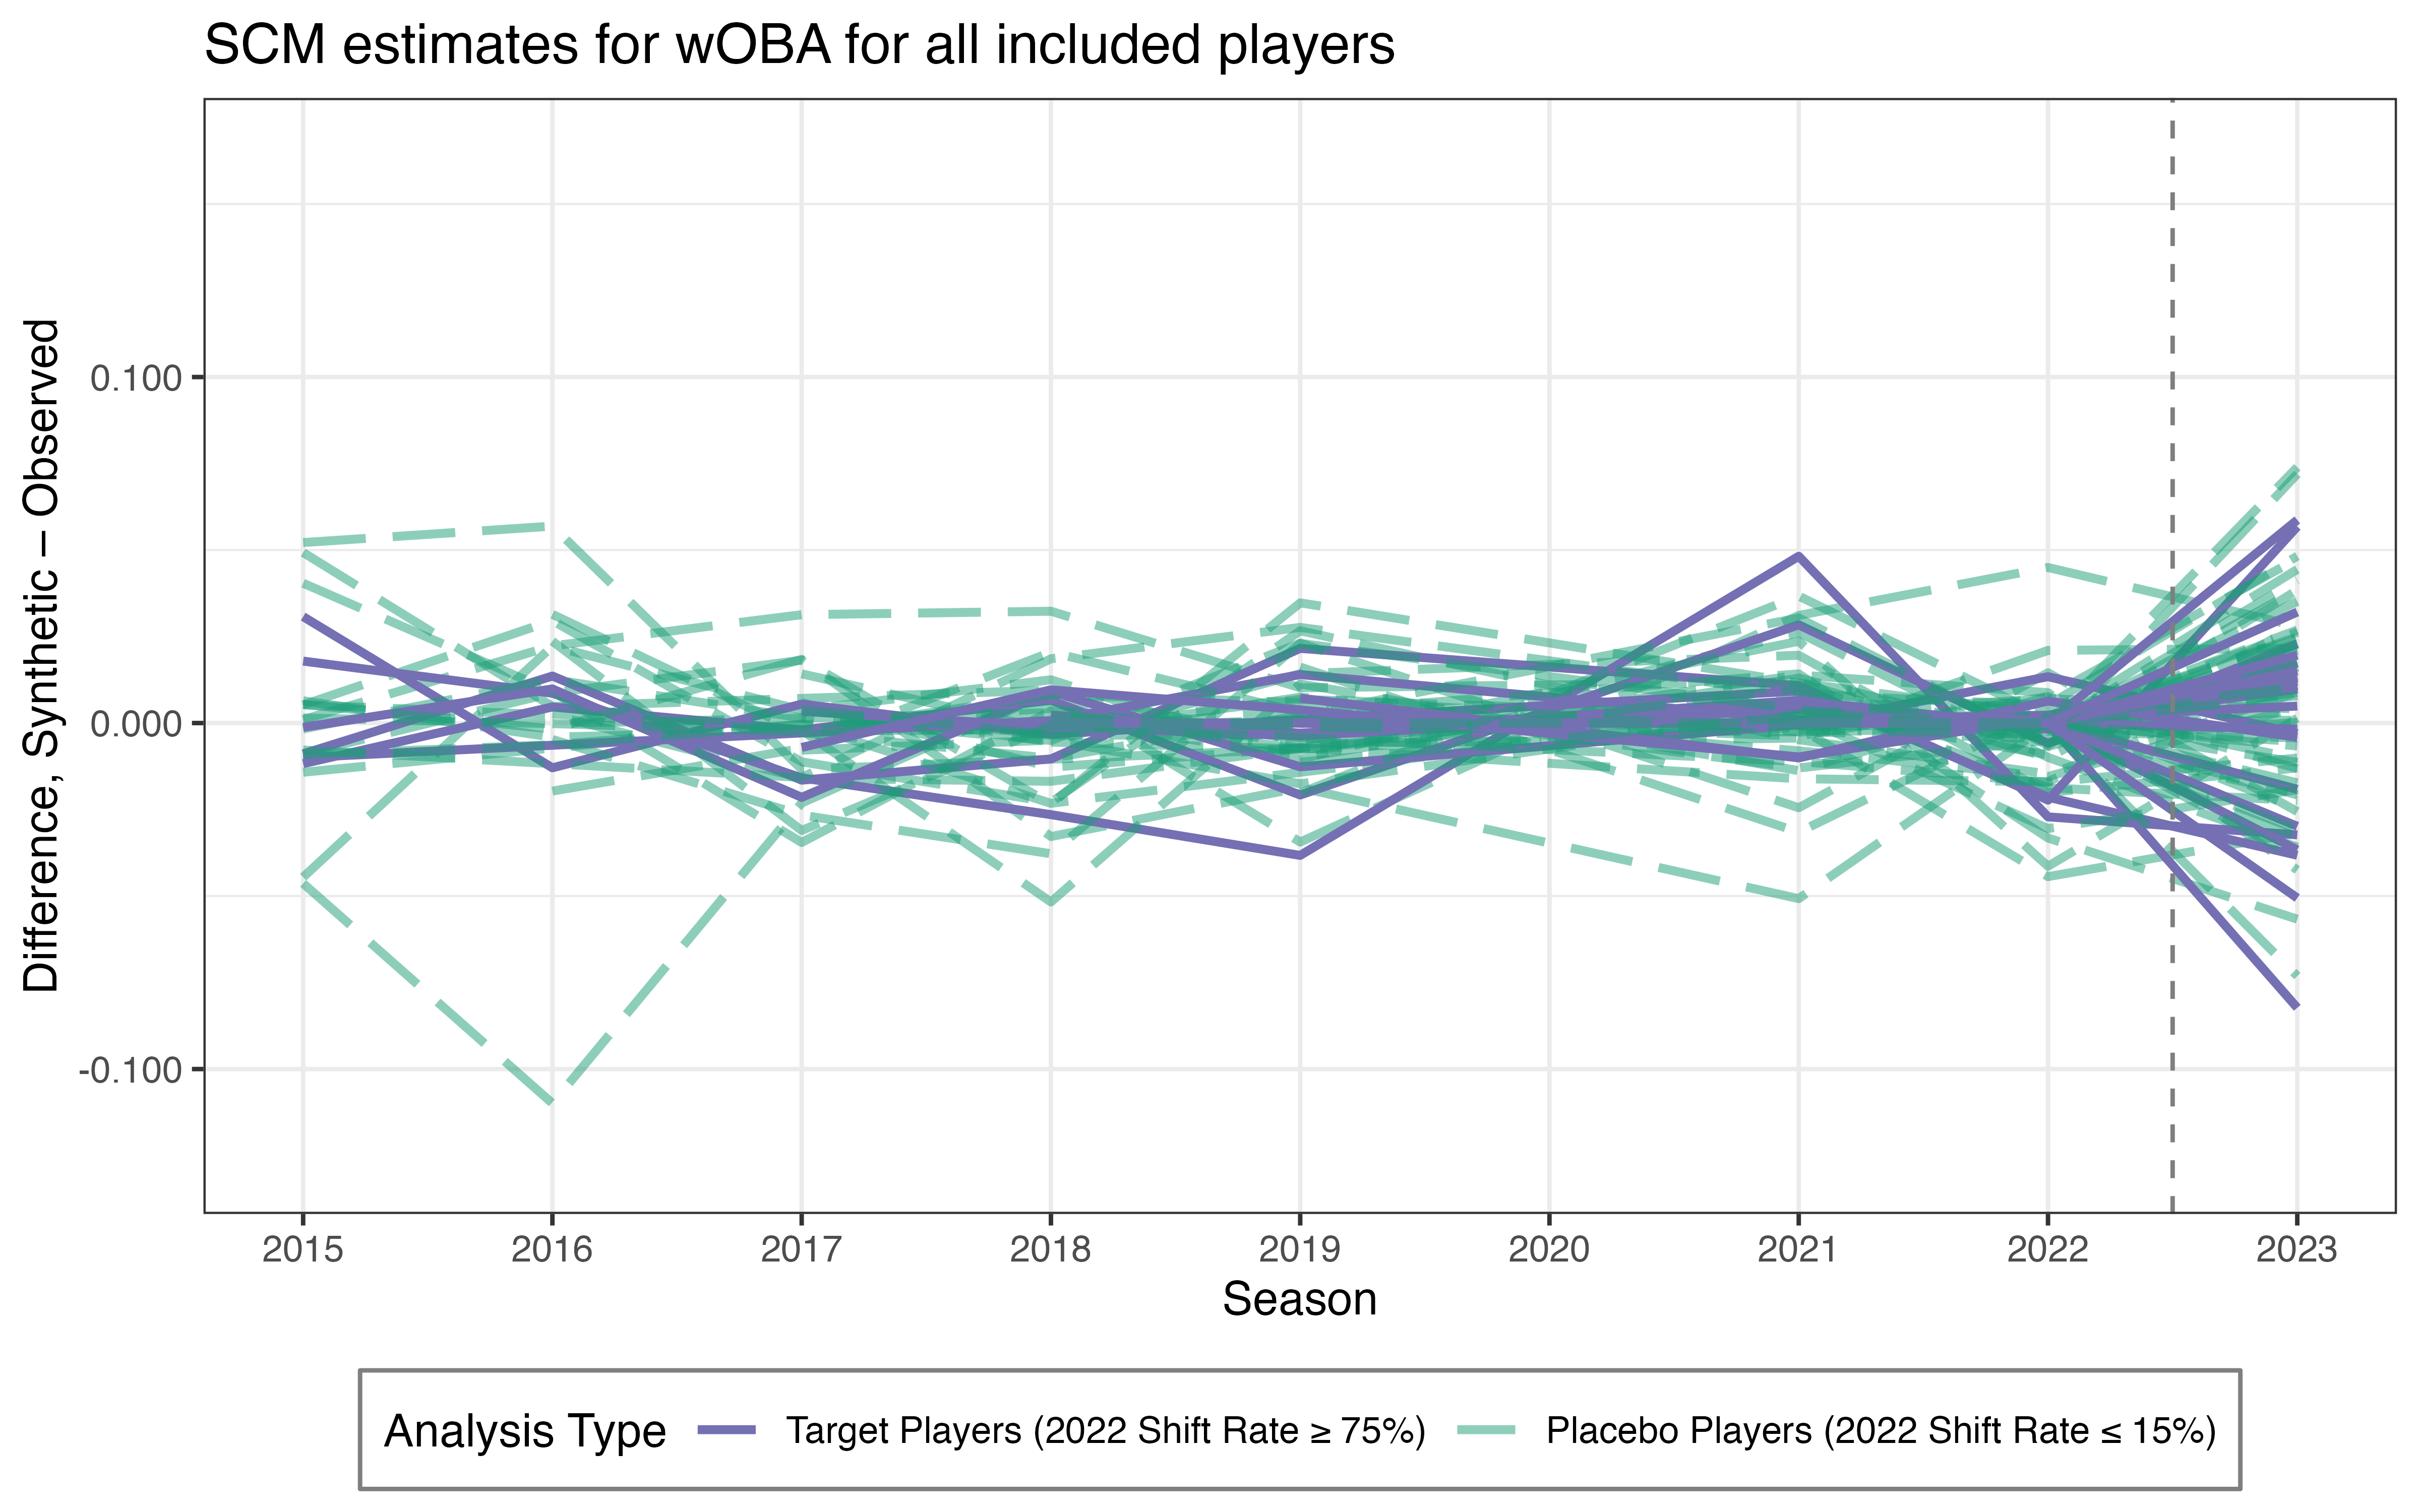 SCM estimates for wOBA for all included players
Difference, Synthetic – Observed
0.100
0.000
-0.100
2015 2016 2017 2018 2019 2020 2021 2022 2023
Season
Analysis Type Target Players (2022 Shift Rate ≥ 75%) Placebo Players (2022 Shift Rate ≤ 15%)